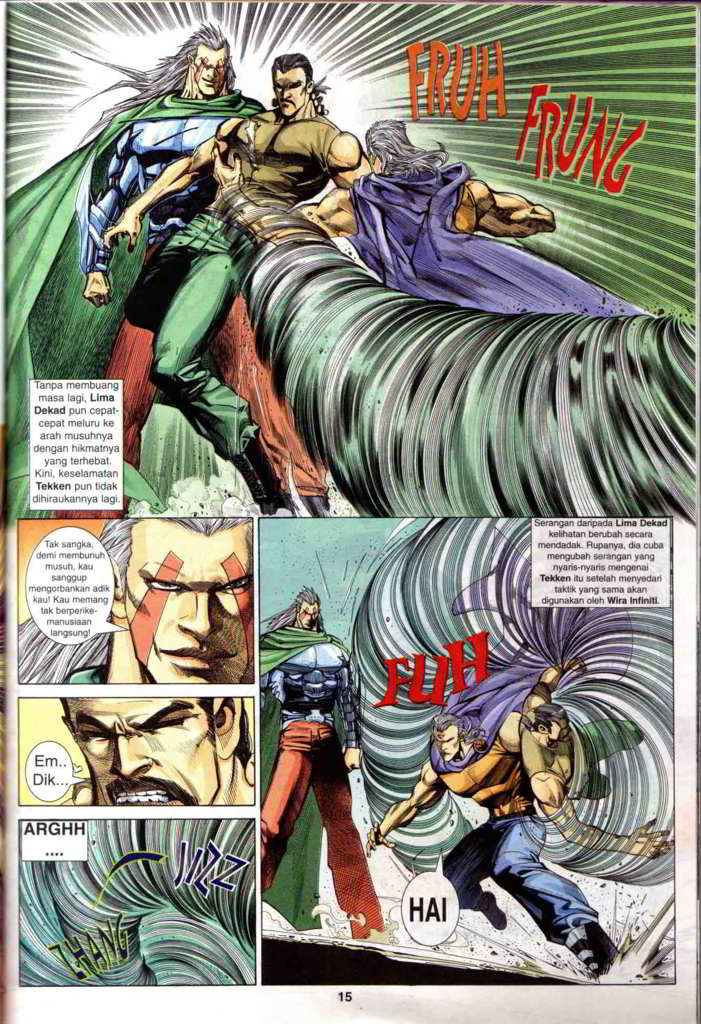 FRUH
FRUNG
Tanpa membuang
masa lagi, Lima
Dekad pun cepat-
cepat meluru ke
arah musuhnya
dengan hikmatnya
yang terhebat.
Kini, keselamatan
Tekken pun tidak
dihiraukannya lagi.
Tak sangka,
demi membunuh
musuh, kau
sanggup
mengorbankan adik
kau! Kau memang
tak berperike-
manusiaan
langsung!
Em..
Dik...
ARGHH
....
ZHANG
JIZZ
Serangan daripada Lima Dekad
kelihatan berubah secara
mendadak. Rupanya, dia cuba
mengubah serangan yang
nyaris-nyaris mengenai
Tekken itu setelah menyedari
taktik yang sama akan
digunakan oleh Wira Infiniti.
FUH
HAI
15